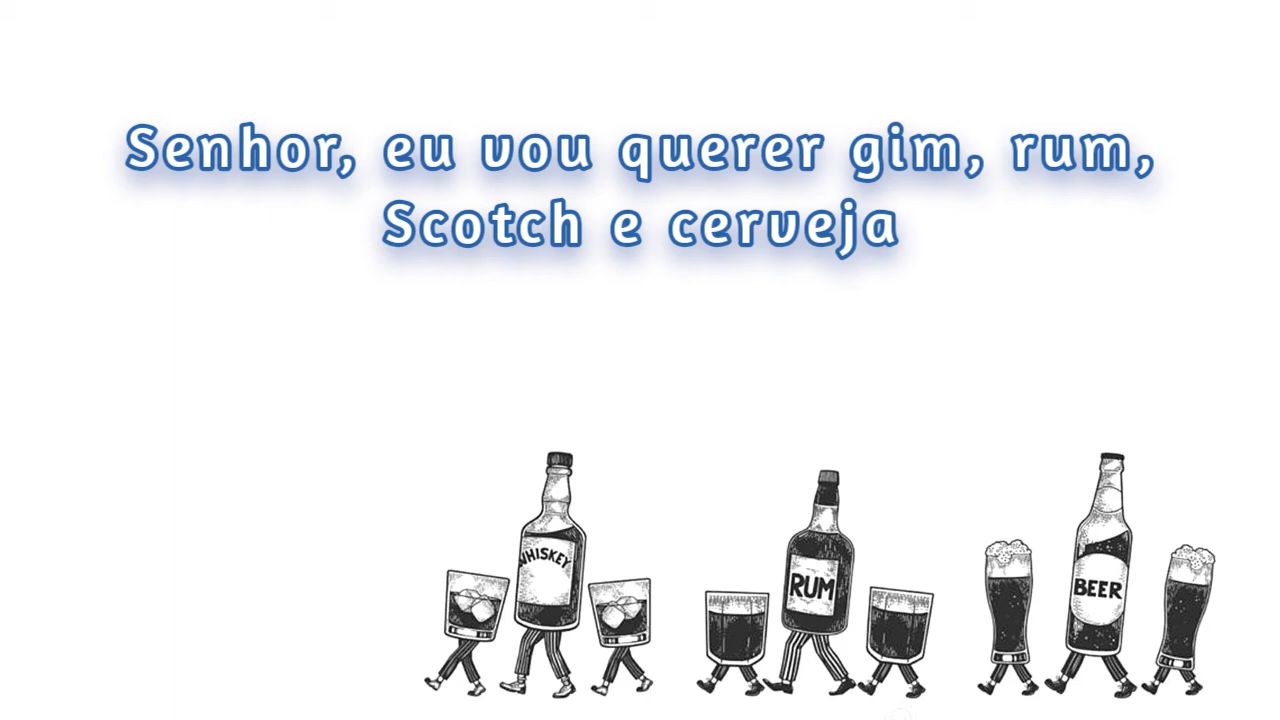 Senhor, eu vou querer gim, rum,
Scotch e cerveja
WHISKEY
RUM
BEER